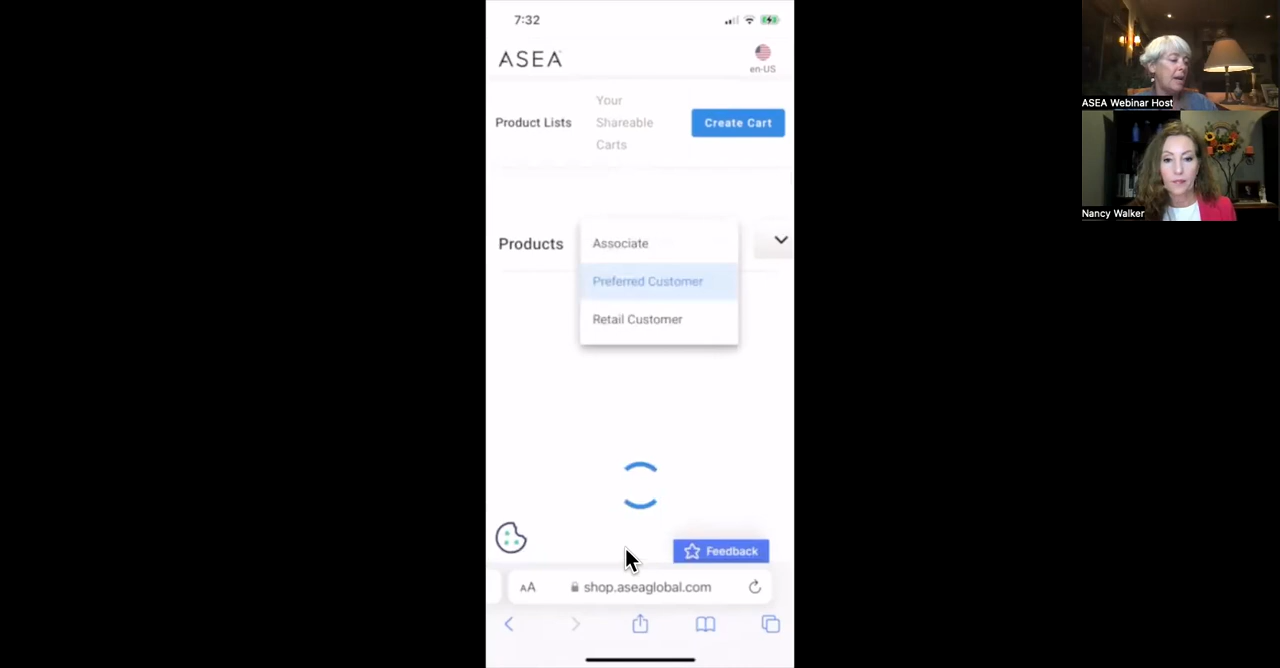 7:32
ASEA
en-US
Product Lists
Your
Shareable
Carts
Create Cart
Products
Associate
Preferred Customer
Retail Customer
Feedback
AA
shop.aseaglobal.com
ASEA Webinar Host
Nancy Walker